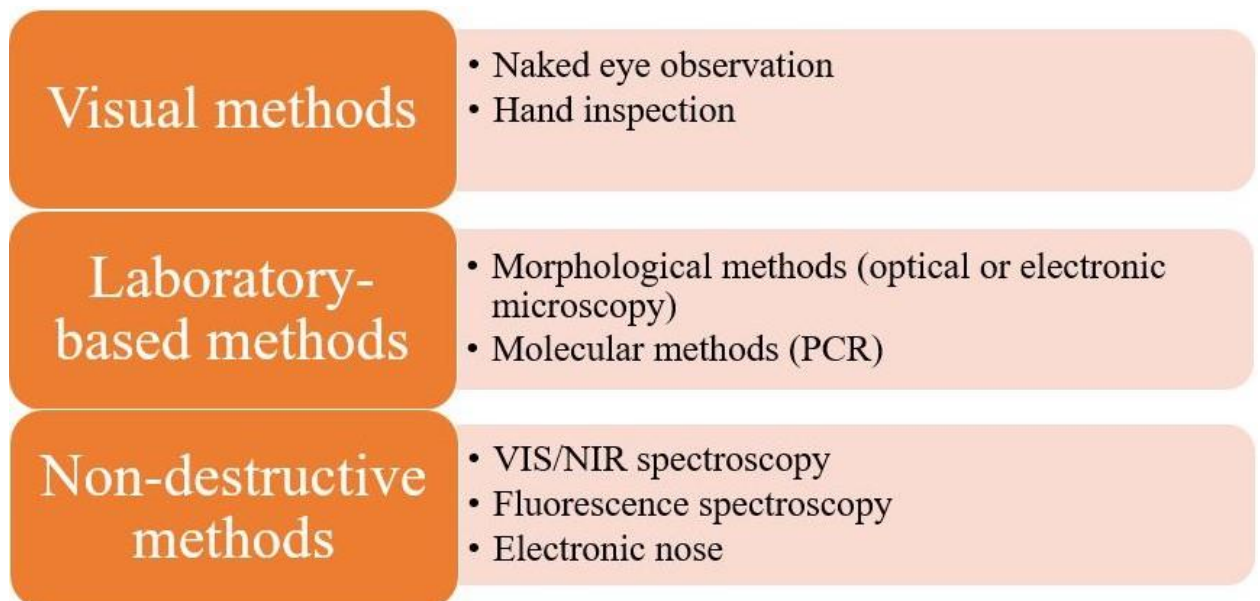 Visual methods
• Naked eye observation
• Hand inspection
Laboratory-
based methods
• Morphological methods (optical or electronic
microscopy)
• Molecular methods (PCR)
Non-destructive
methods
• VIS/NIR spectroscopy
• Fluorescence spectroscopy
• Electronic nose